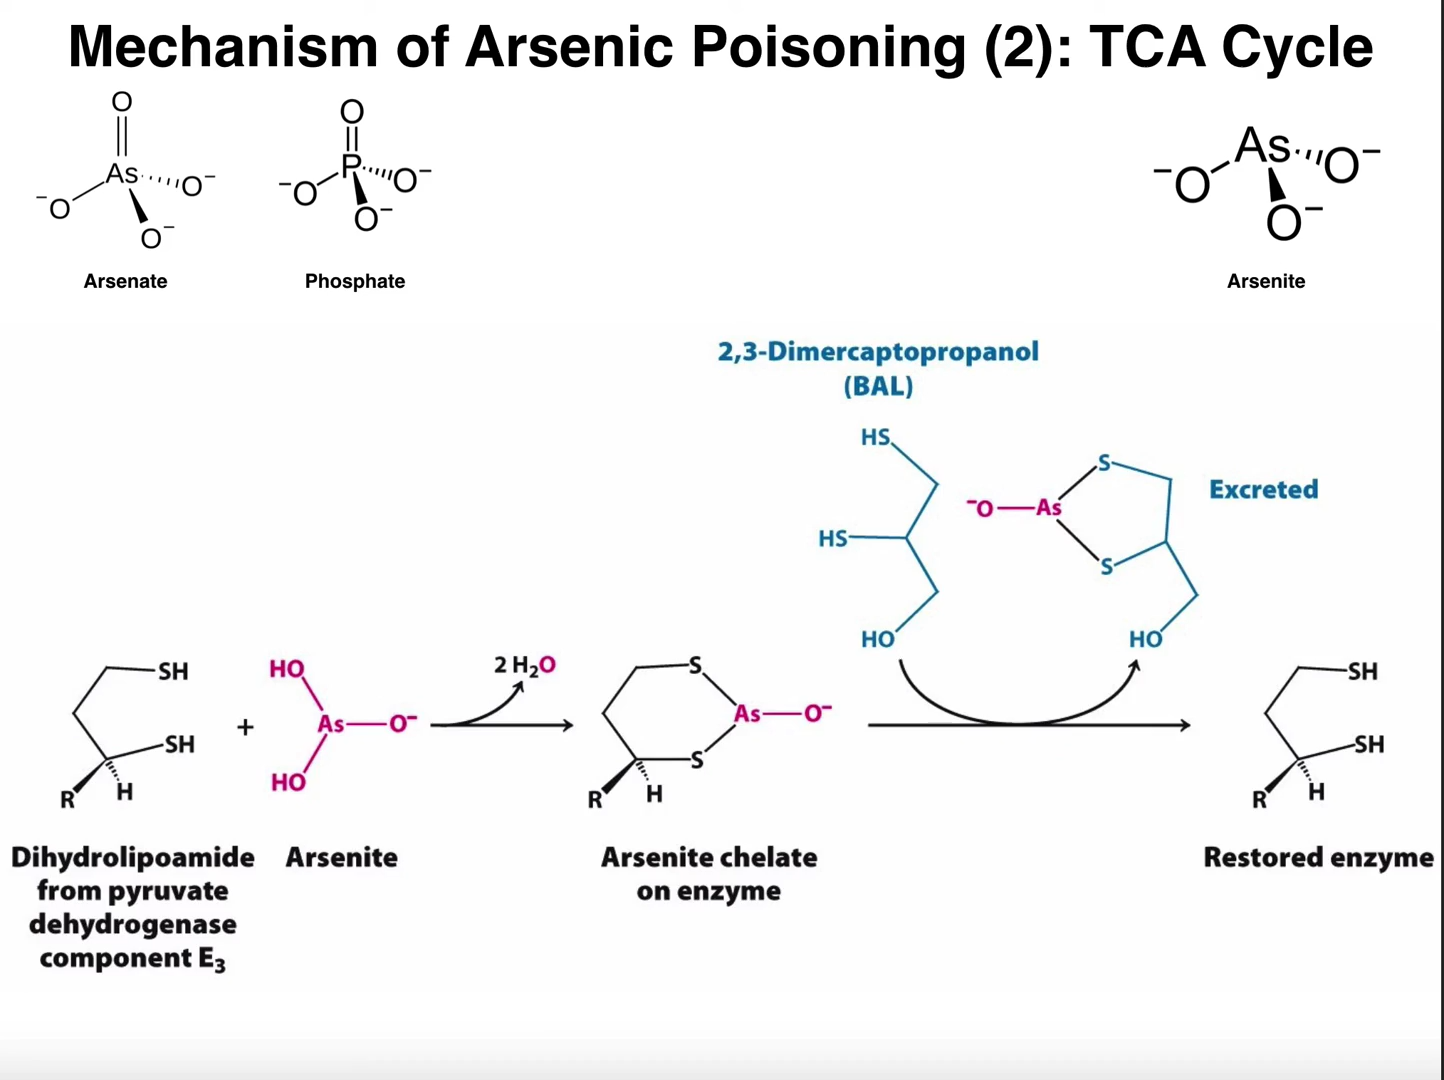 Mechanism of Arsenic Poisoning (2): TCA Cycle
O
As
⁻O
O⁻
O⁻
Arsenate
O
P
⁻O
O⁻
O⁻
Phosphate
As
⁻O
O⁻
O⁻
Arsenite
2,3-Dimercaptopropanol
(BAL)
HS
HS
HO
⁻O
As
S
S
HO
Excreted
SH
SH
R
H
+
HO
As
O⁻
HO
2 H₂O
S
As
O⁻
S
R
H
SH
SH
R
H
Dihydrolipoamide
from pyruvate
dehydrogenase
component E₃
Arsenite
Arsenite chelate
on enzyme
Restored enzyme